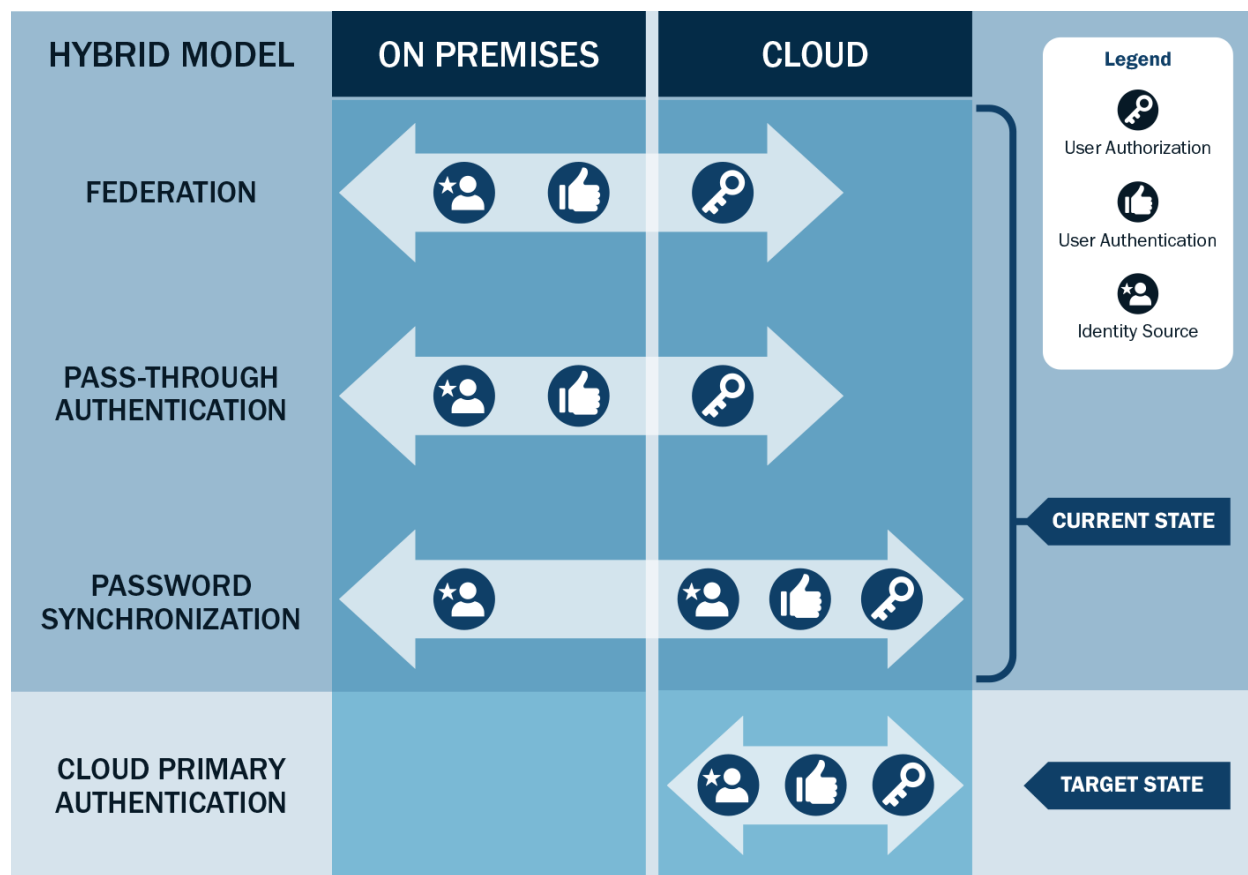 HYBRID MODEL
ON PREMISES
CLOUD
Legend
User Authorization
User Authentication
Identity Source
FEDERATION
PASS-THROUGH
AUTHENTICATION
PASSWORD
SYNCHRONIZATION
CURRENT STATE
CLOUD PRIMARY
AUTHENTICATION
TARGET STATE